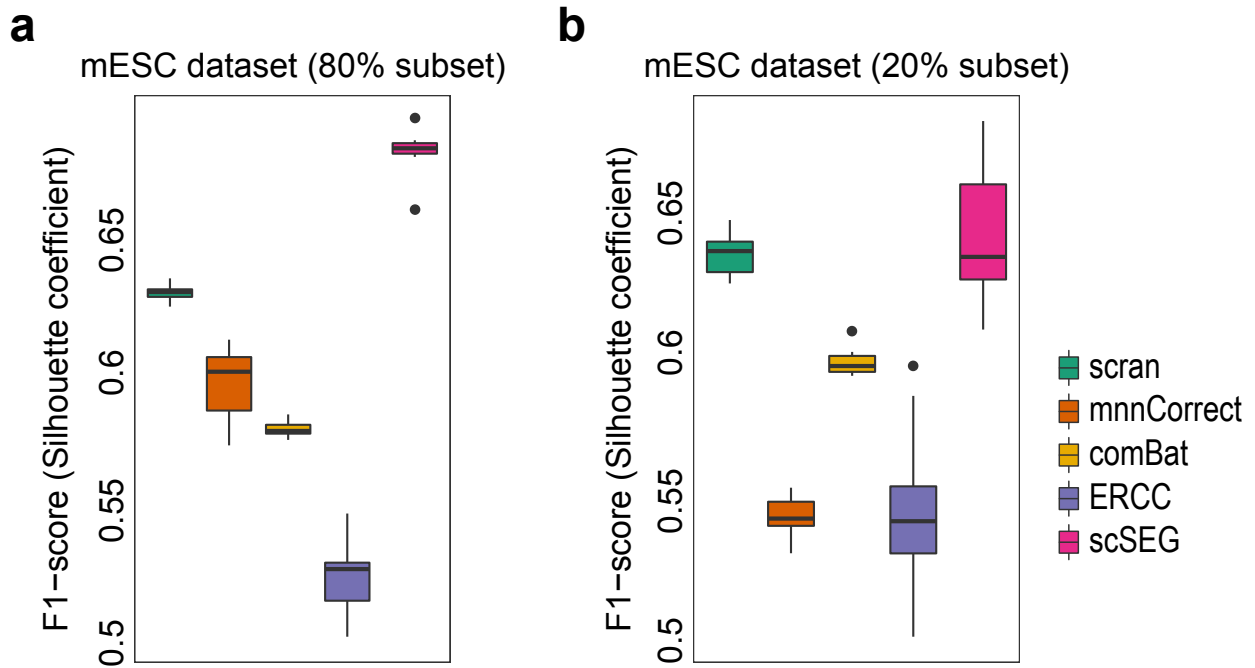 a
mESC dataset (80% subset)
F1−score (Silhouette coefficient)
0.65
0.6
0.55
0.5
b
mESC dataset (20% subset)
F1−score (Silhouette coefficient)
0.65
0.6
0.55
0.5
scran
mnnCorrect
comBat
ERCC
scSEG